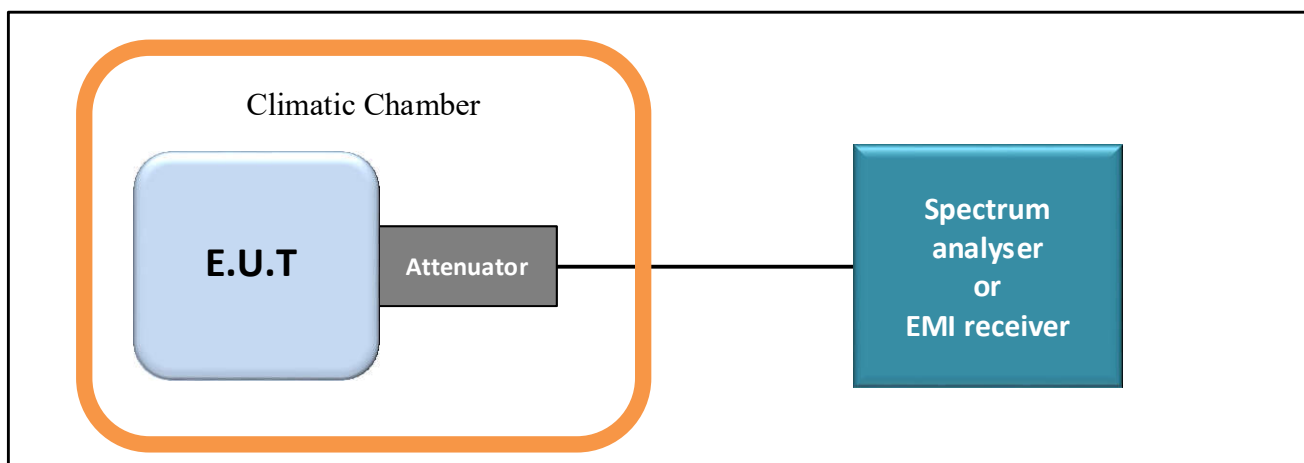 Climatic Chamber
E.U.T
Attenuator
Spectrum
analyser
or
EMI receiver